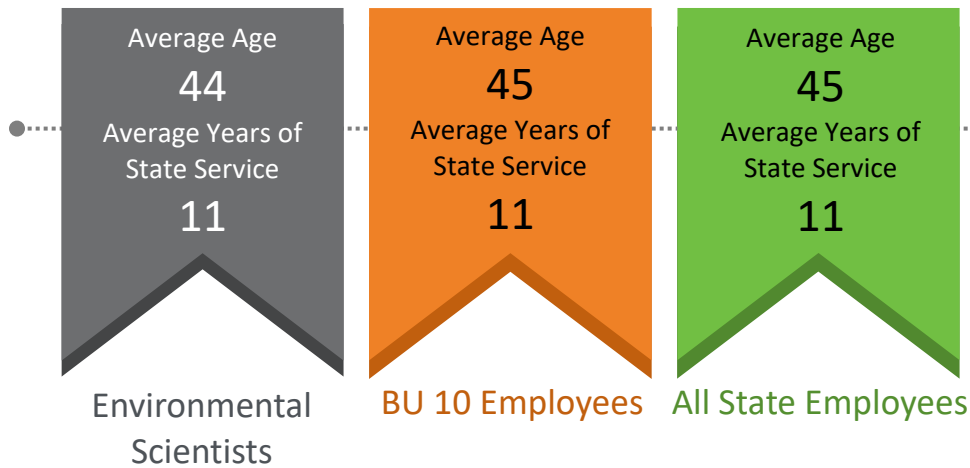 Average Age
44
Average Years of
State Service
11
Environmental
Scientists
Average Age
45
Average Years of
State Service
11
BU 10 Employees
Average Age
45
Average Years of
State Service
11
All State Employees